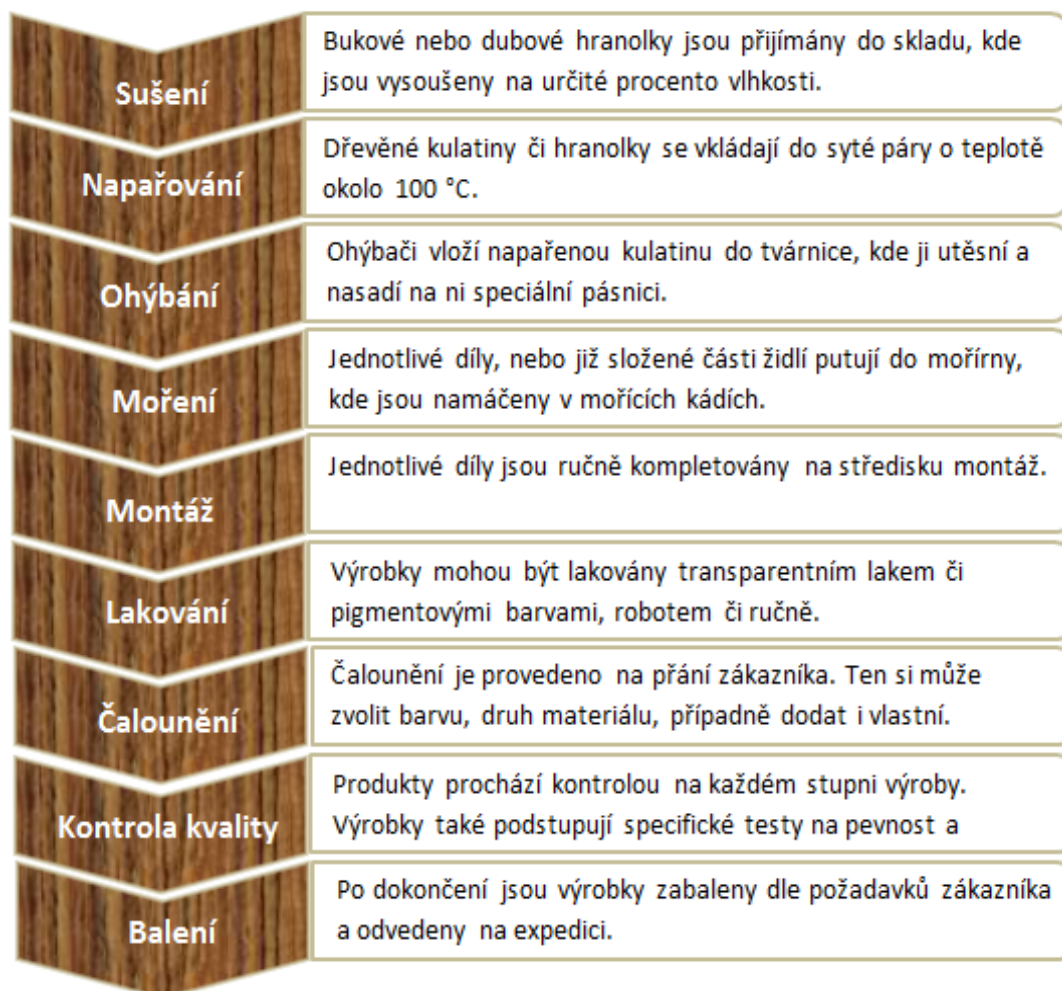 Sušení
Bukové nebo dubové hranolky jsou přijímány do skladu, kde
jsou vysoušeny na určité procento vlhkosti.
Napařování
Dřevěné kulatiny či hranolky se vkládají do syté páry o teplotě
okolo 100 °C.
Ohýbání
Ohýbači vloží napařenou kulatinu do tvárnice, kde ji utěsní a
nasadí na ni speciální pásnici.
Moření
Jednotlivé díly, nebo již složené části židlí putují do mořírny,
kde jsou namáčeny v mořících kádích.
Montáž
Jednotlivé díly jsou ručně kompletovány na středisku montáž.
Lakování
Výrobky mohou být lakovány transparentním lakem či
pigmentovými barvami, robotem či ručně.
Čalounění
Čalounění je provedeno na přání zákazníka. Ten si může
zvolit barvu, druh materiálu, případně dodat i vlastní.
Kontrola kvality
Produkty prochází kontrolou na každém stupni výroby.
Výrobky také podstupují specifické testy na pevnost a
Balení
Po dokončení jsou výrobky zabaleny dle požadavků zákazníka
a odvedeny na expedici.